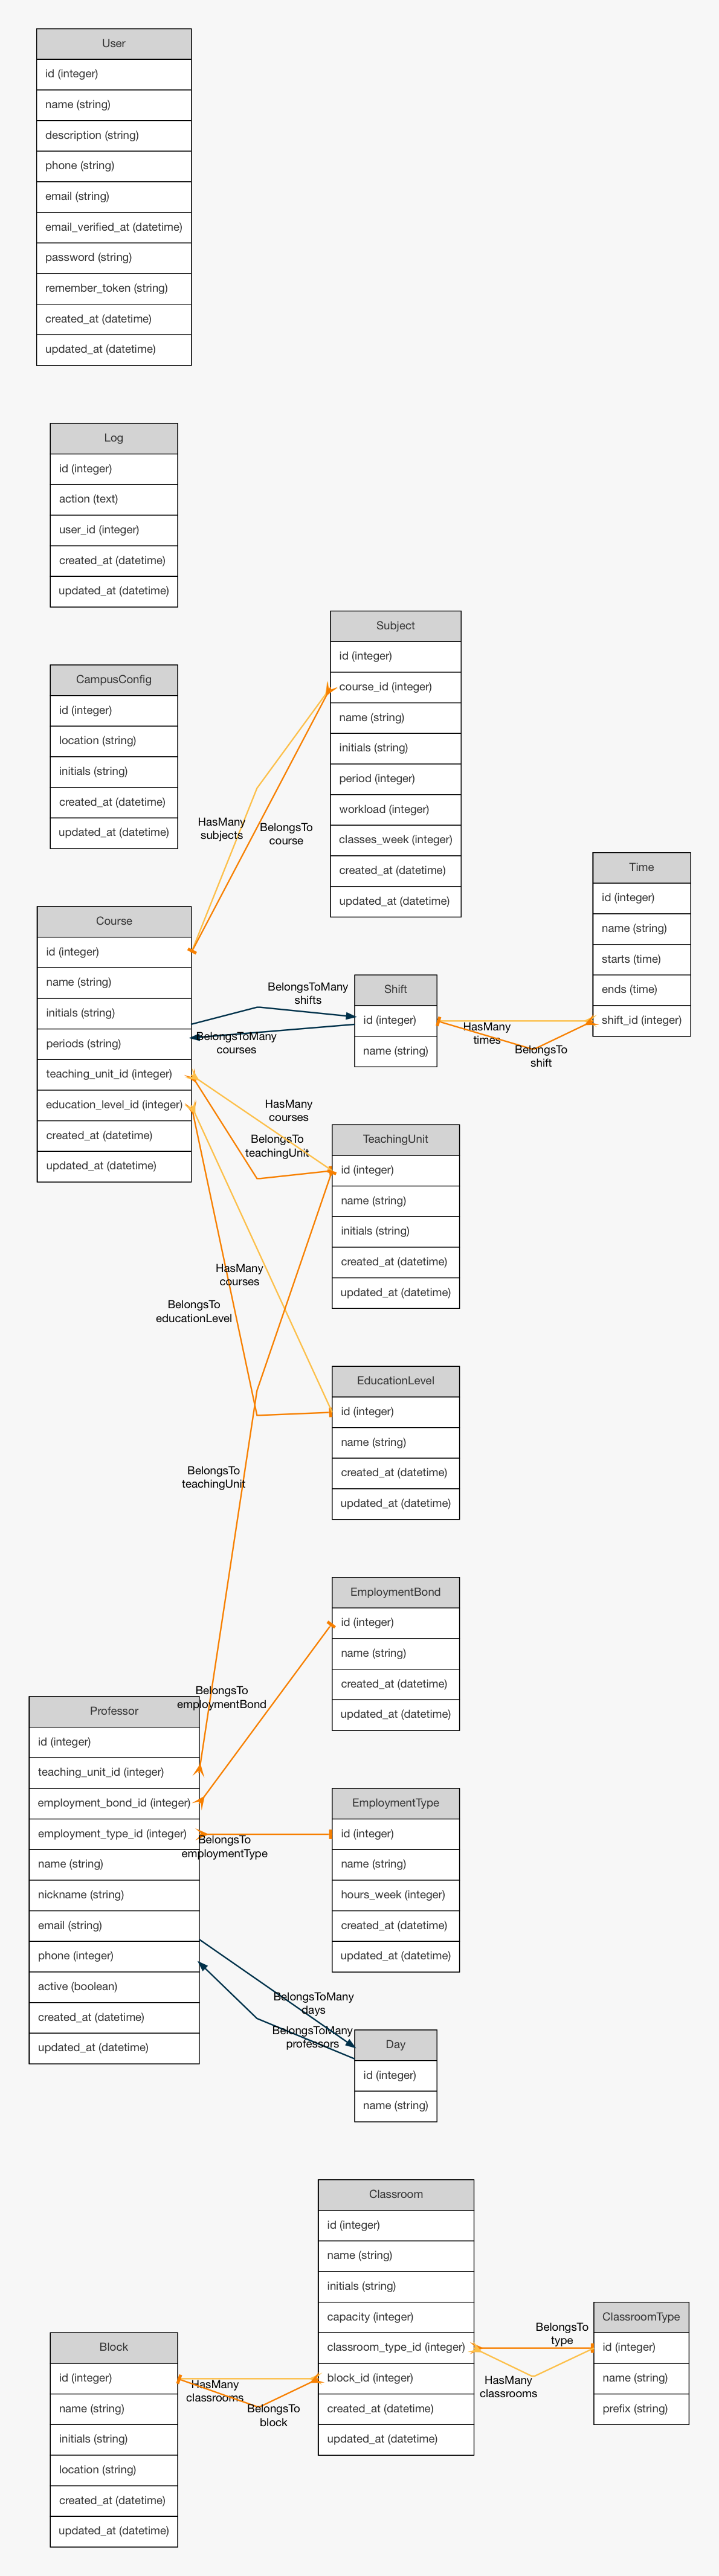 User
id (integer)
name (string)
description (string)
phone (string)
email (string)
email_verified_at (datetime)
password (string)
remember_token (string)
created_at (datetime)
updated_at (datetime)
Log
id (integer)
action (text)
user_id (integer)
created_at (datetime)
updated_at (datetime)
CampusConfig
id (integer)
location (string)
initials (string)
created_at (datetime)
updated_at (datetime)
Subject
id (integer)
course_id (integer)
name (string)
initials (string)
period (integer)
workload (integer)
classes_week (integer)
created_at (datetime)
updated_at (datetime)
HasMany
subjects
BelongsTo
course
Course
id (integer)
name (string)
initials (string)
periods (string)
teaching_unit_id (integer)
education_level_id (integer)
created_at (datetime)
updated_at (datetime)
BelongsToMany
shifts
BelongsToMany
courses
Shift
id (integer)
name (string)
HasMany
times
BelongsTo
shift
Time
id (integer)
name (string)
starts (time)
ends (time)
shift_id (integer)
HasMany
courses
BelongsTo
teachingUnit
TeachingUnit
id (integer)
name (string)
initials (string)
created_at (datetime)
updated_at (datetime)
HasMany
courses
BelongsTo
educationLevel
EducationLevel
id (integer)
name (string)
created_at (datetime)
updated_at (datetime)
BelongsTo
teachingUnit
EmploymentBond
id (integer)
name (string)
created_at (datetime)
updated_at (datetime)
BelongsTo
employmentBond
Professor
id (integer)
teaching_unit_id (integer)
employment_bond_id (integer)
employment_type_id (integer)
name (string)
nickname (string)
email (string)
phone (integer)
active (boolean)
created_at (datetime)
updated_at (datetime)
BelongsTo
employmentType
EmploymentType
id (integer)
name (string)
hours_week (integer)
created_at (datetime)
updated_at (datetime)
BelongsToMany
days
BelongsToMany
professors
Day
id (integer)
name (string)
Classroom
id (integer)
name (string)
initials (string)
capacity (integer)
classroom_type_id (integer)
block_id (integer)
created_at (datetime)
updated_at (datetime)
BelongsTo
type
HasMany
classrooms
ClassroomType
id (integer)
name (string)
prefix (string)
Block
id (integer)
name (string)
initials (string)
location (string)
created_at (datetime)
updated_at (datetime)
HasMany
classrooms
BelongsTo
block